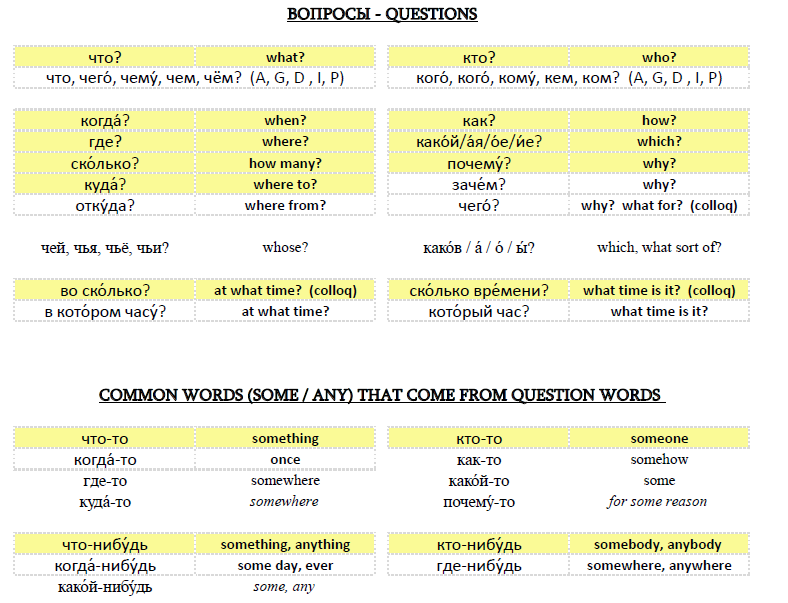 ВОПРОСЫ - QUESTIONS
что? what? кто? who?
что, чего́, чему́, чем, чём? (A, G, D , I, P) кого́, кого́, кому́, кем, ком? (A, G, D , I, P)
когда́? when? как? how?
где? where? како́й/а́я/о́е/и́е? which?
ско́лько? how many? почему́? why?
куда́? where to? заче́м? why?
отку́да? where from? чего́? why? what for? (colloq)
чей, чья, чьё, чьи? whose? како́в / а́ / о́ / ы́? which, what sort of?
во ско́лько? at what time? (colloq) ско́лько вре́мени? what time is it? (colloq)
в кото́ром часу́? at what time? кото́рый час? what time is it?
COMMON WORDS (SOME / ANY) THAT COME FROM QUESTION WORDS
что-то something кто-то someone
когда́-то once как-то somehow
где-то somewhere како́й-то some
куда́-то somewhere почему́-то for some reason
что-нибу́дь something, anything кто-нибу́дь somebody, anybody
когда́-нибу́дь some day, ever где-нибу́дь somewhere, anywhere
како́й-нибу́дь some, any